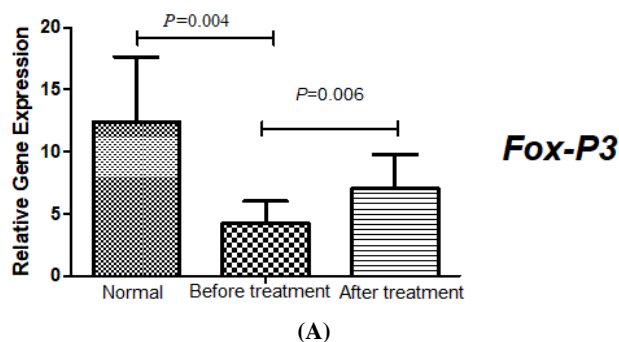 20
P=0.004
15
P=0.006
10
Fox-P3
5
0
Relative Gene Expression
Normal
Before treatment
After treatment
(A)